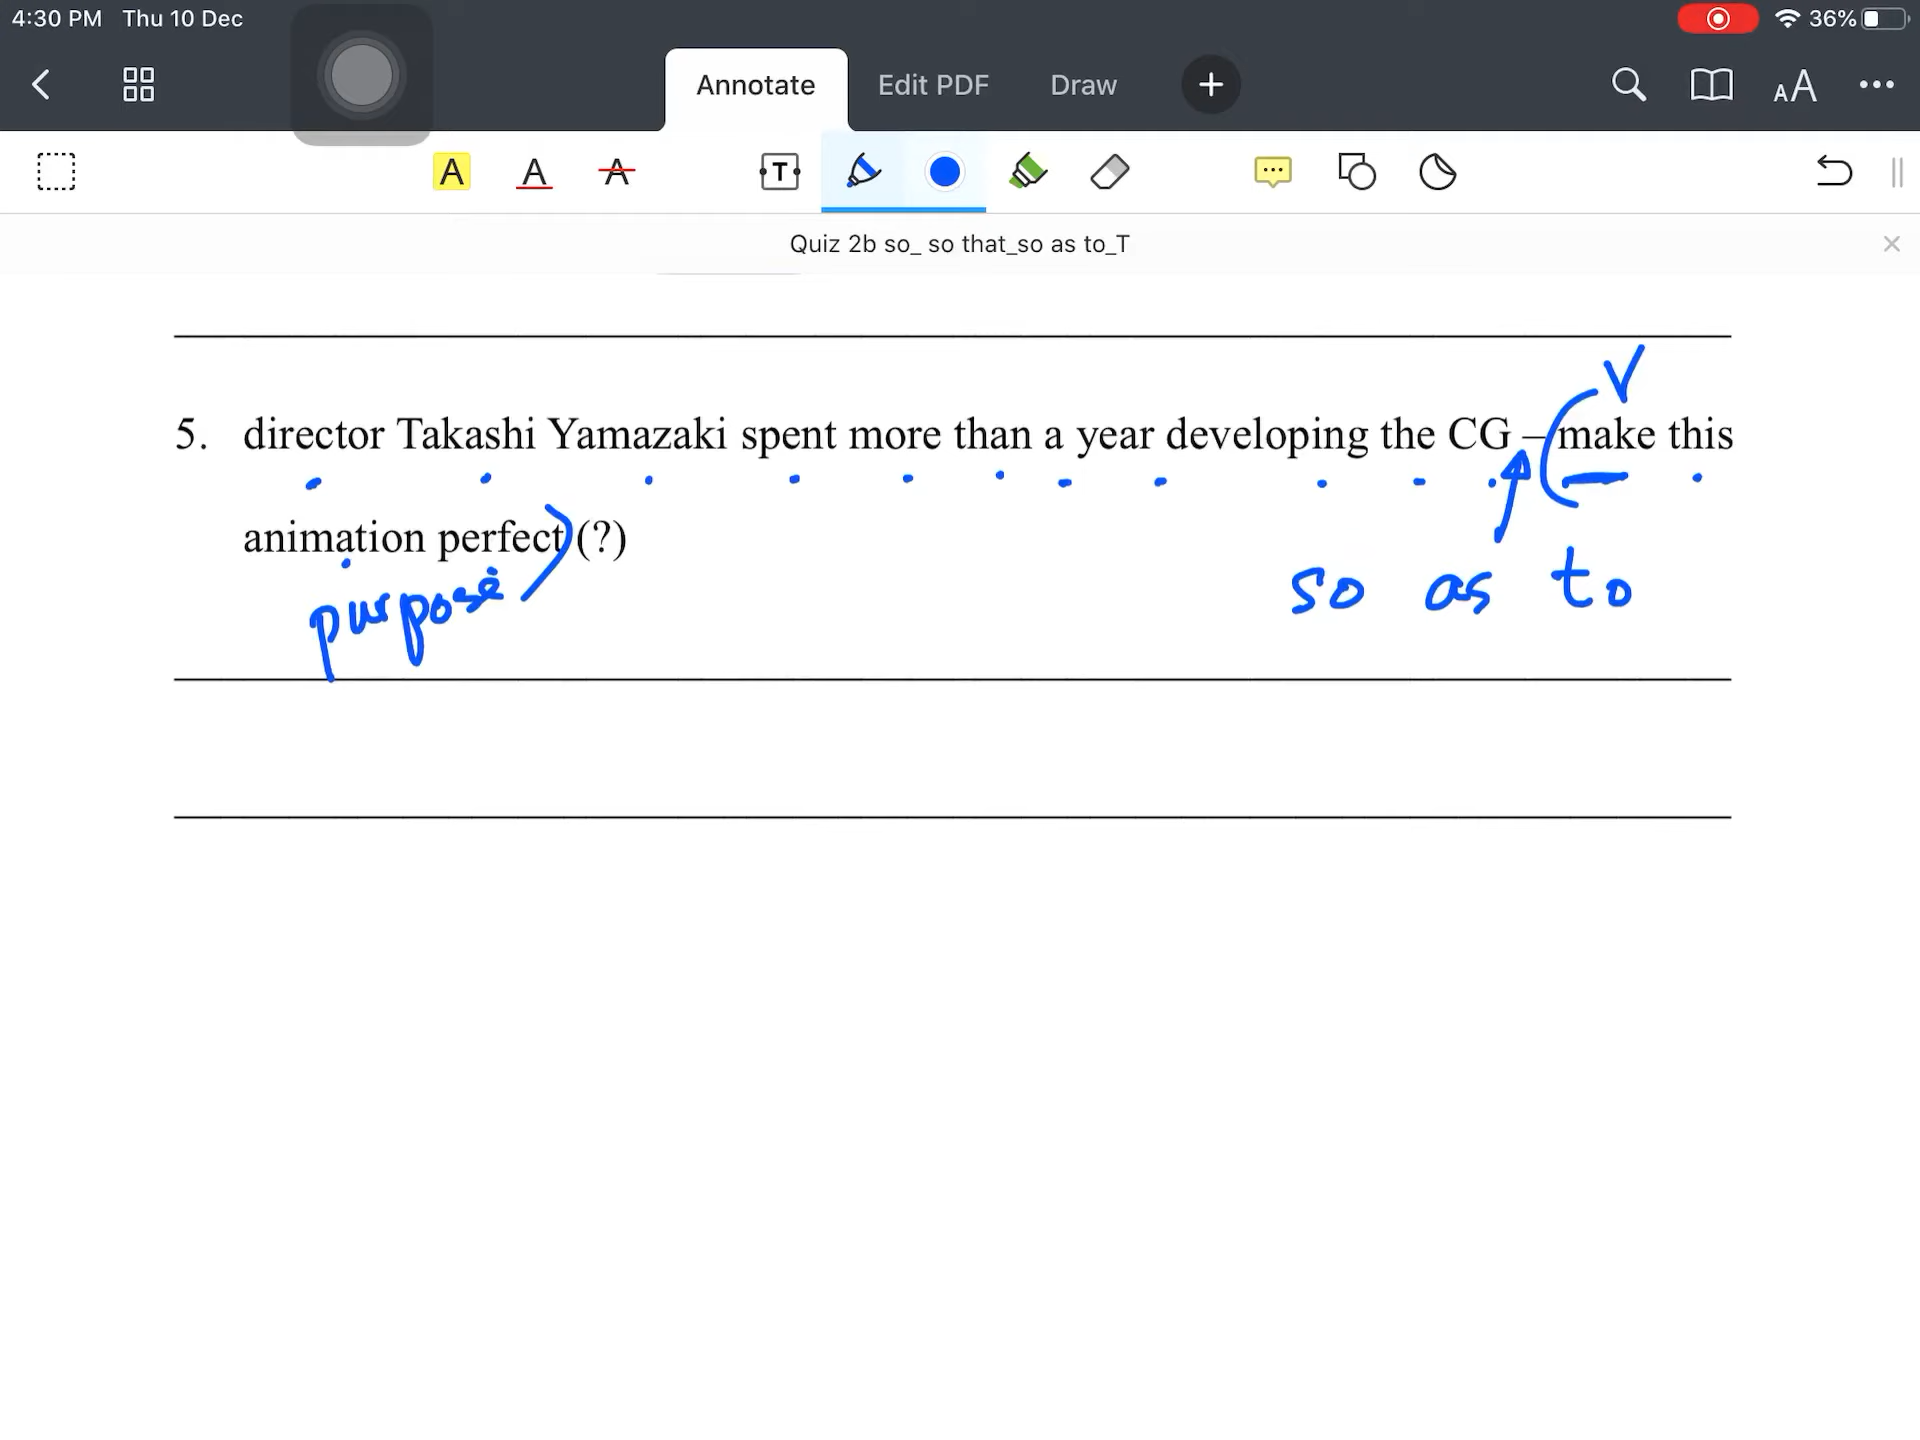 4:30 PM Thu 10 Dec
36%
Annotate Edit PDF Draw
AA
A A A T
Quiz 2b so_ so that_so as to_T
V
5. director Takashi Yamazaki spent more than a year developing the CG – make this
animation perfect (?)
purpose
so as to